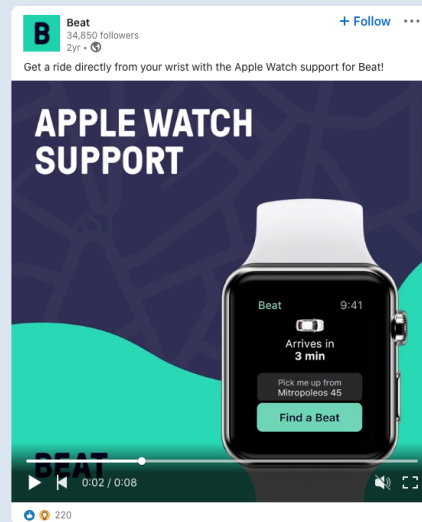 B
Beat
+ Follow
34,850 followers
2yr •
Get a ride directly from your wrist with the Apple Watch support for Beat!
APPLE WATCH
SUPPORT
Beat 9:41
Arrives in
3 min
Pick me up from
Mitropoleos 45
Find a Beat
BEAT
0:02 / 0:08
220